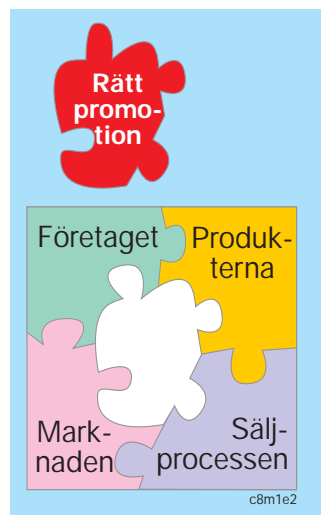 Rätt
promo-
tion
Företaget
Produk-
terna
Mark-
naden
Sälj-
processen
c8m1e2